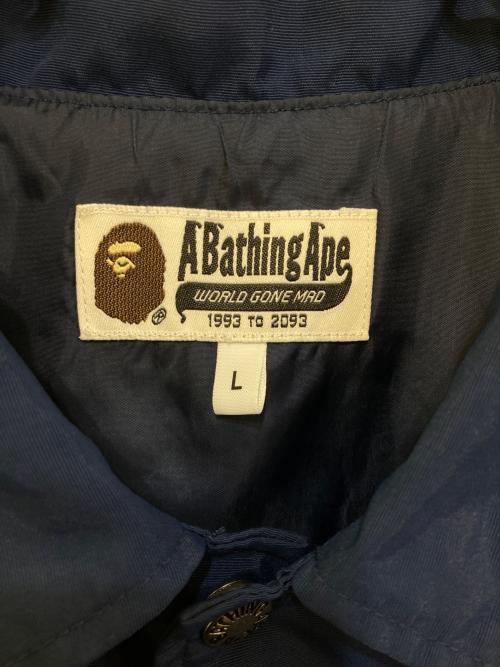 A Bathing Ape
WORLD GONE MAD
1993 TO 2093
L